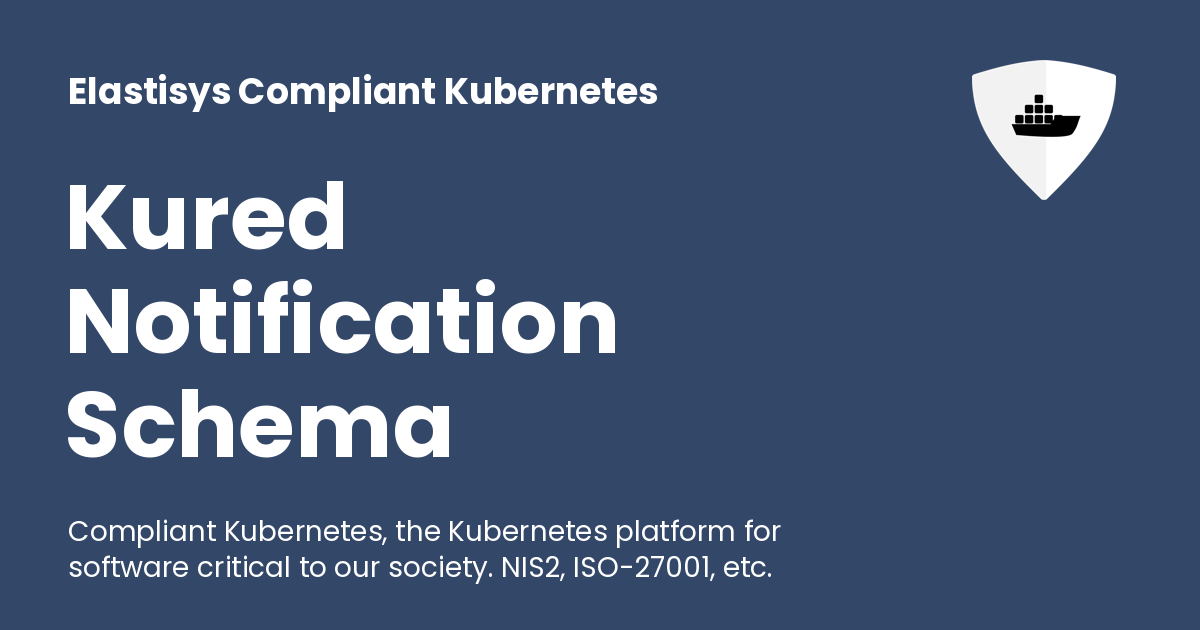 Elastisys Compliant Kubernetes
Kured
Notification
Schema
Compliant Kubernetes, the Kubernetes platform for
software critical to our society. NIS2, ISO-27001, etc.